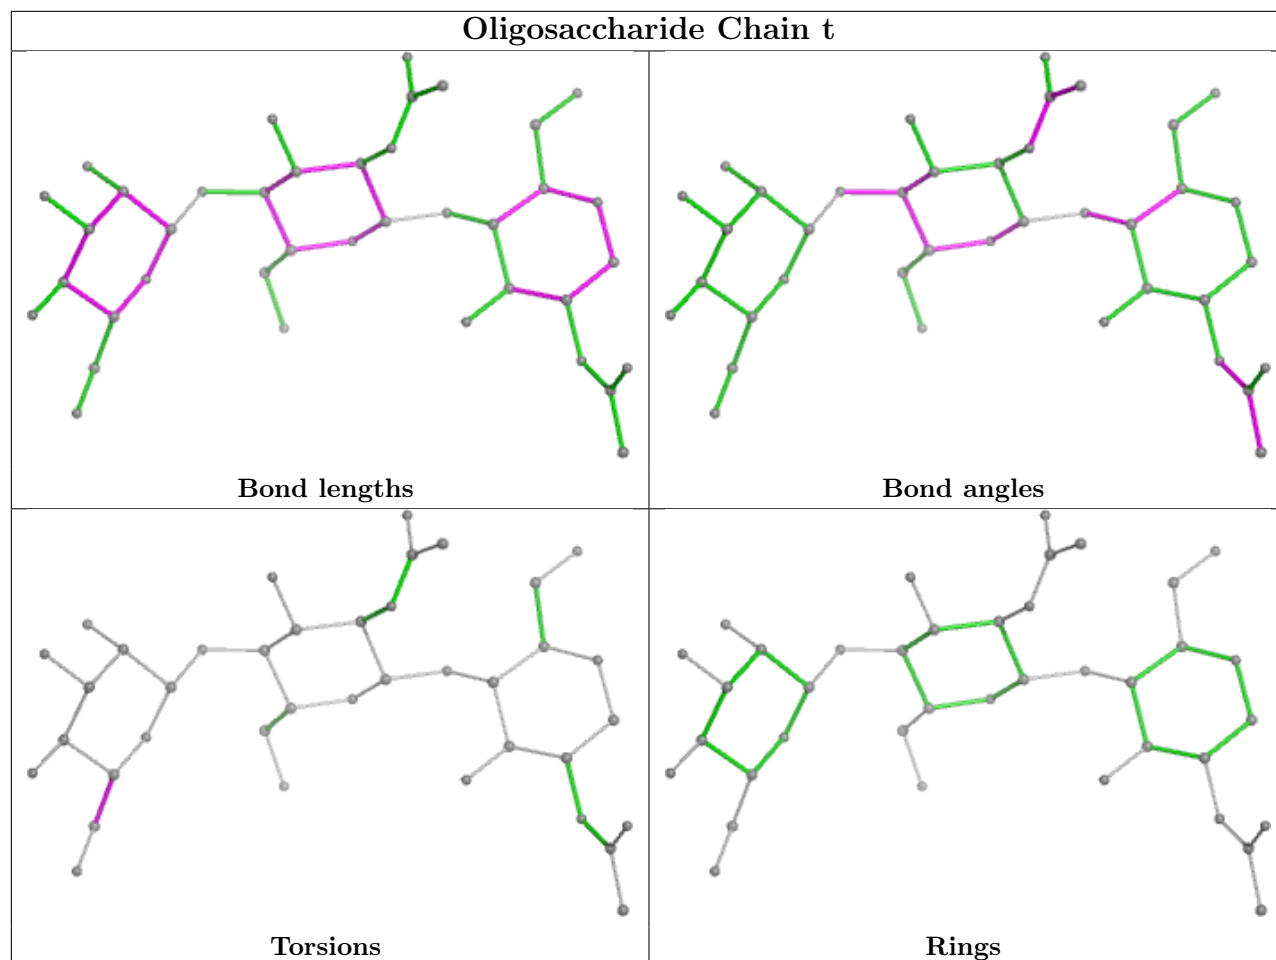 Oligosaccharide Chain t
Bond lengths
Bond angles
Torsions
Rings